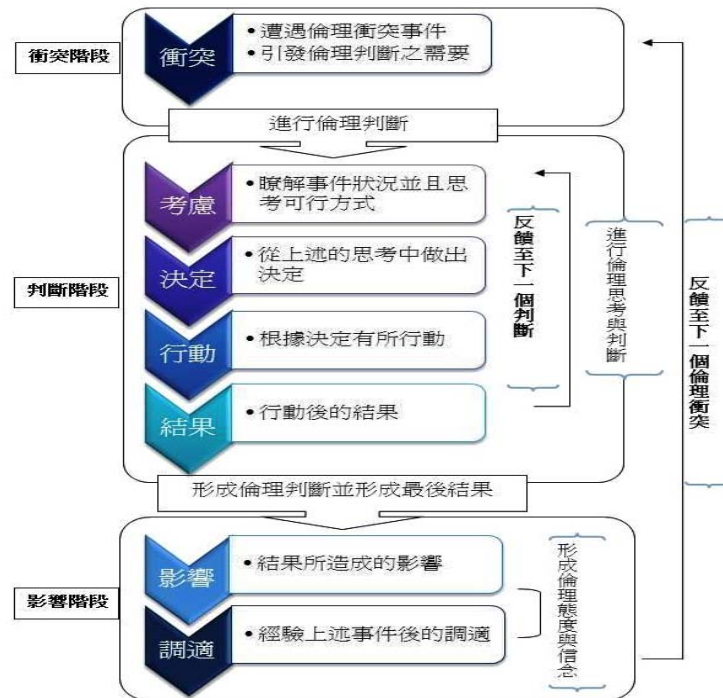 衝突階段
衝突
•遭遇倫理衝突事件
•引發倫理判斷之需要
進行倫理判斷
判斷階段
考慮
•瞭解事件狀況並且思
考可行方式
決定
•從上述的思考中做出
決定
行動
•根據決定有所行動
結果
•行動後的結果
反饋至下一個判斷
進行倫理思考與判斷
反饋至下一個倫理衝突
形成倫理判斷並形成最後結果
影響階段
影響
•結果所造成的影響
調適
•經驗上述事件後的調適
形成倫理態度與信念